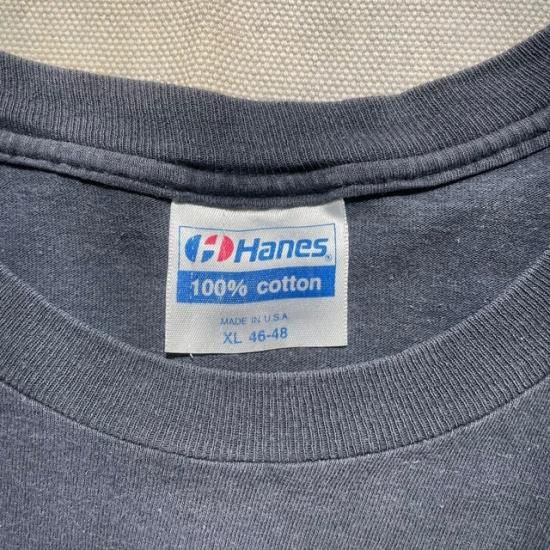 Hanes®
100% cotton
MADE IN U.S.A
XL 46-48